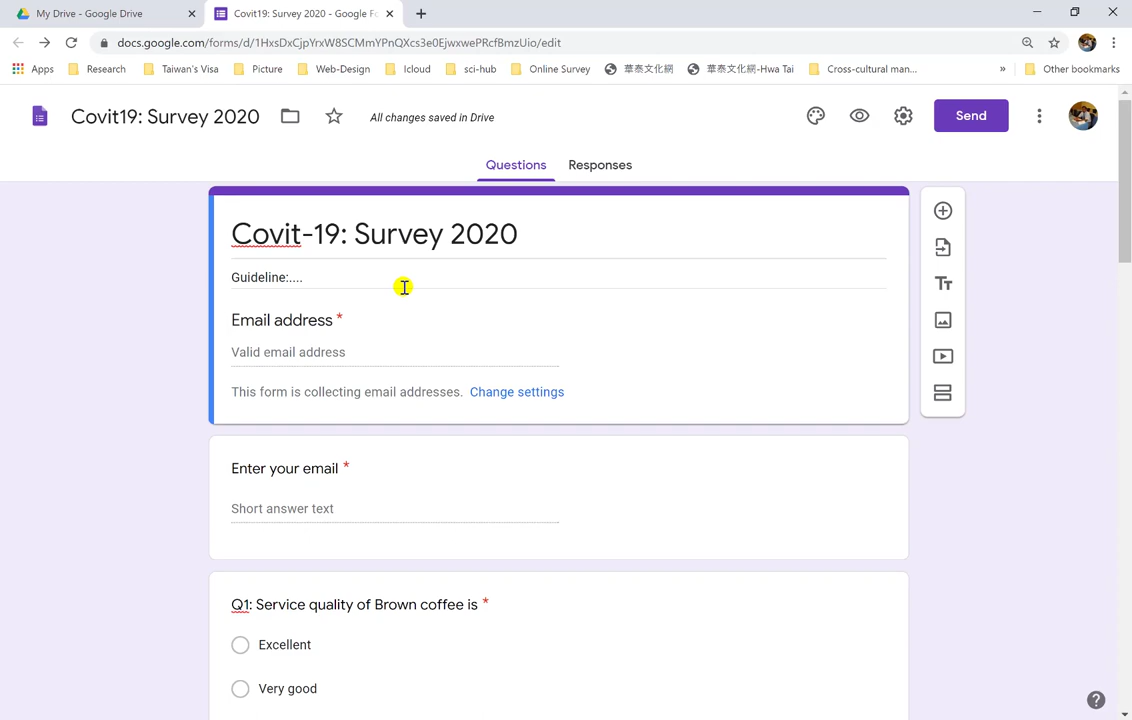 My Drive - Google Drive
Covit19: Survey 2020 - Google Fo
docs.google.com/forms/d/1HxsDxCjpYrxW8SCMmYPnQXcs3e0EjwxwePRcfBmzUio/edit
Apps Research Taiwan's Visa Picture Web-Design Icloud sci-hub Online Survey 華泰文化網 華泰文化網-Hwa Tai Cross-cultural man... » Other bookmarks
Covit19: Survey 2020 All changes saved in Drive Send
Questions Responses
Covit-19: Survey 2020
Guideline:....
Email address *
Valid email address
This form is collecting email addresses. Change settings
Enter your email *
Short answer text
Q1: Service quality of Brown coffee is *
Excellent
Very good